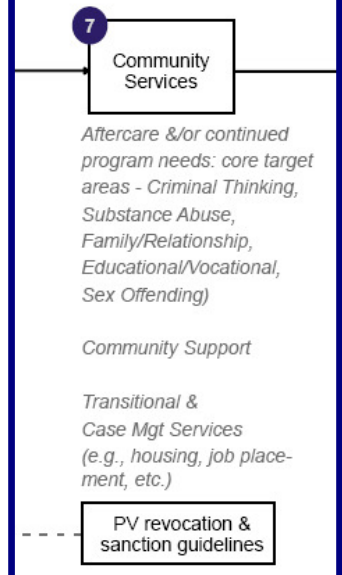 7
Community
Services
Aftercare &/or continued
program needs: core target
areas - Criminal Thinking,
Substance Abuse,
Family/Relationship,
Educational/Vocational,
Sex Offending)
Community Support
Transitional &
Case Mgt Services
(e.g., housing, job place-
ment, etc.)
PV revocation &
sanction guidelines